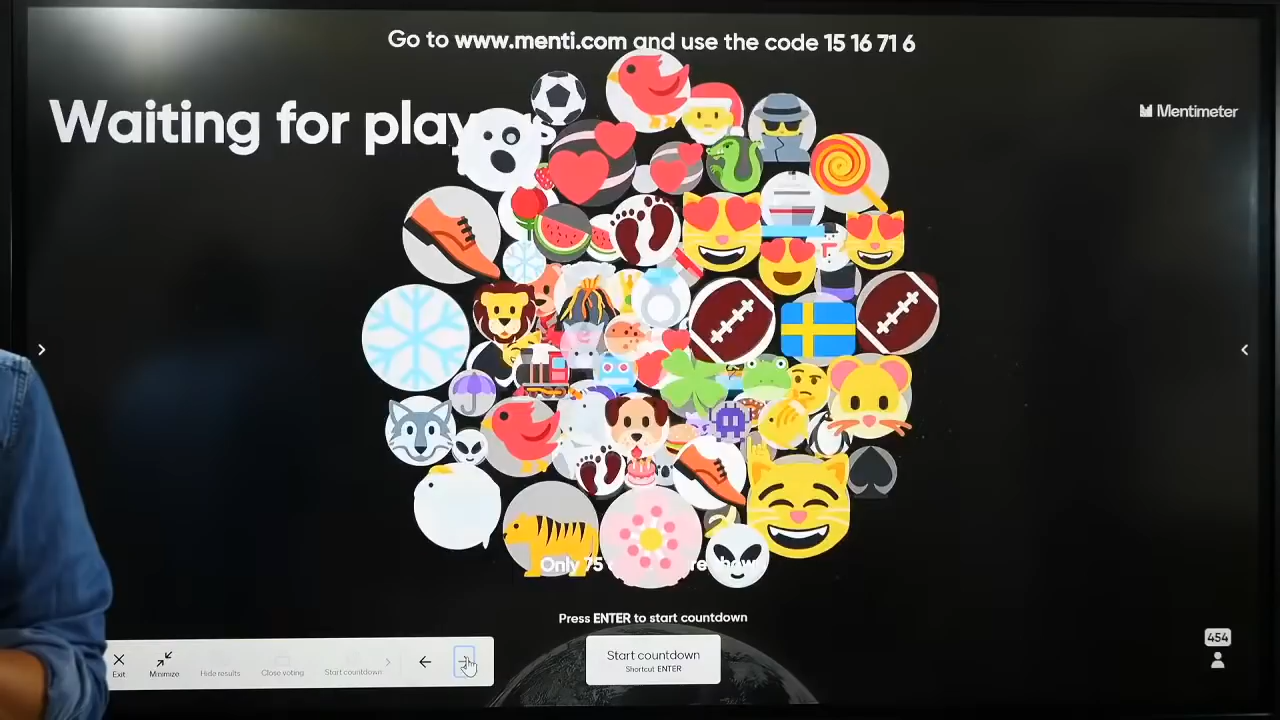 Go to www.menti.com and use the code 15 16 71 6
Waiting for play
Mentimeter
Only 75
Press ENTER to start countdown
Start countdown
Shortcut ENTER
454
Exit
Minimize
Hide results
Close voting
Start countdown